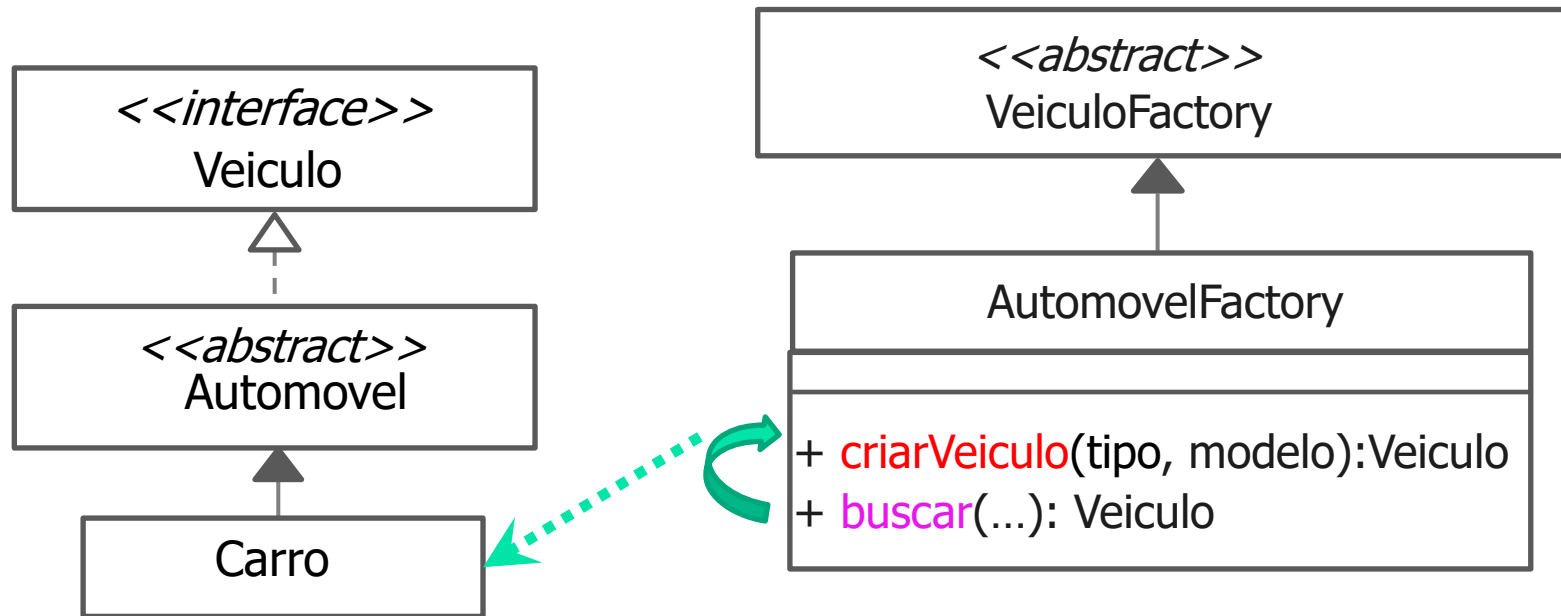 <<interface>>
Veiculo
<<abstract>>
Automovel
Carro
<<abstract>>
VeiculoFactory
AutomovelFactory
+ criarVeiculo(tipo, modelo):Veiculo
+ buscar(...): Veiculo